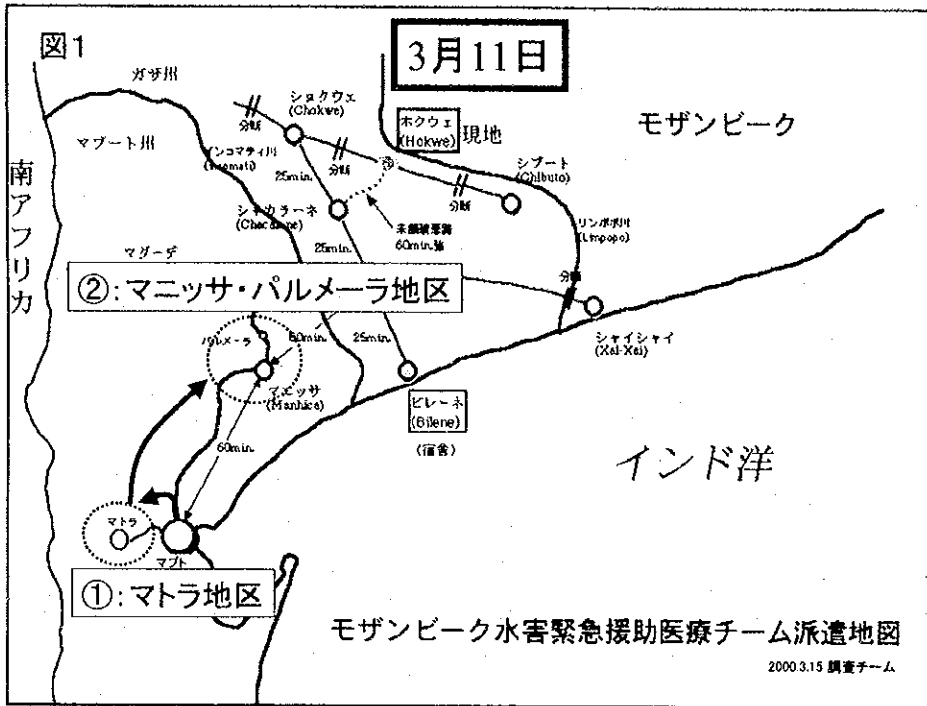 図1
3月11日
ガザ川
ショクウェ
(Chokwe)
分断
ホクウェ
(Hokwe)
現地
モザンビーク
マプート州
インコマティ川
分断
シブート
(Chibuto)
南アフリカ
25min.
分断
リンポポ川
(Limpopo)
シャカラーネ
60min.強
25min.
マグーデ
分断
②:マニッサ・パルメーラ地区
シャイシャイ
(Xai-Xai)
パルメーラ
60min.
25min.
マニッサ
(Manhica)
ビレーネ
(Bilene)
(宿舎)
60min.
インド洋
マトラ
マプト
①:マトラ地区
モザンビーク水害緊急援助医療チーム派遣地図
2000.3.15 調査チーム